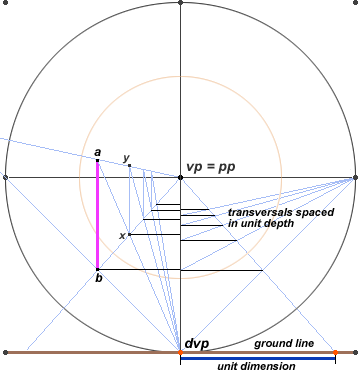 a
y
vp = pp
transversals spaced
in unit depth
x
b
dvp
ground line
unit dimension